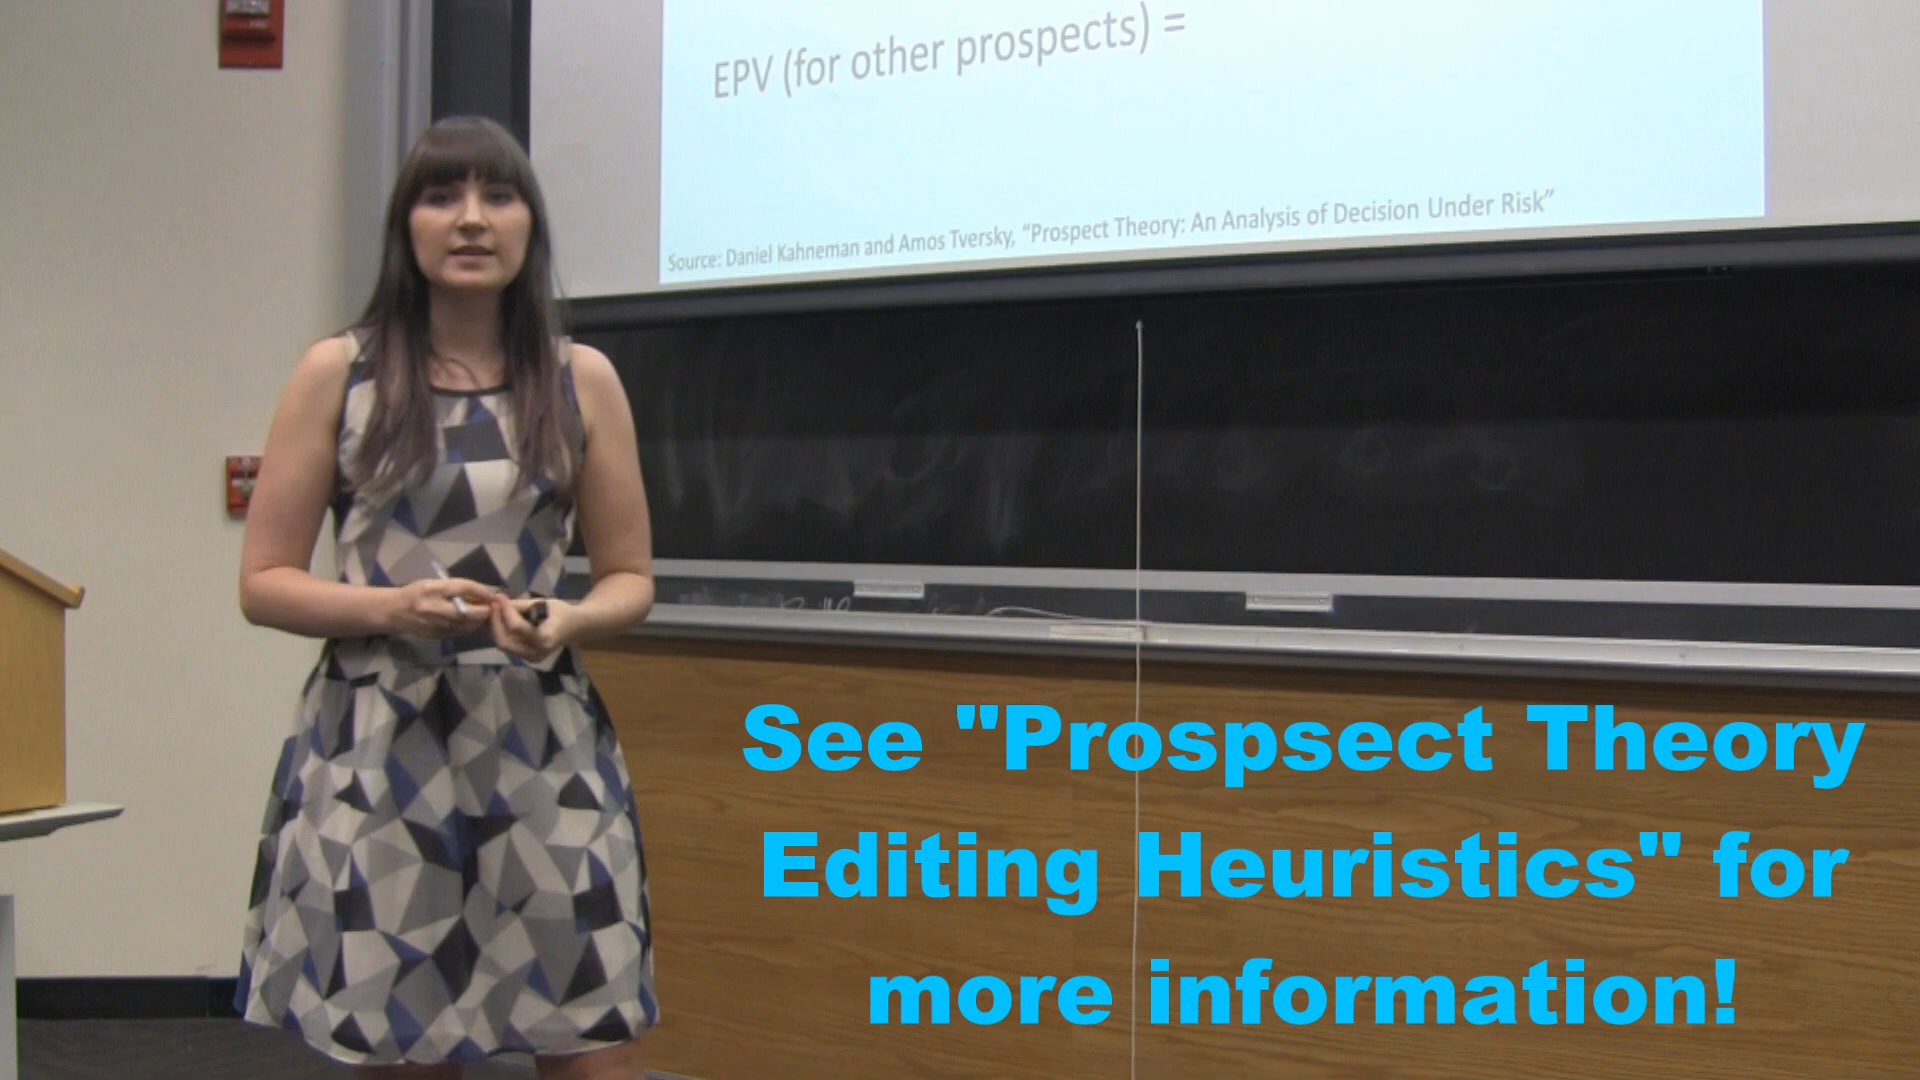 EPV (for other prospects) =
Source: Daniel Kahneman and Amos Tversky, “Prospect Theory: An Analysis of Decision Under Risk”
See "Prospsect Theory
Editing Heuristics" for
more information!